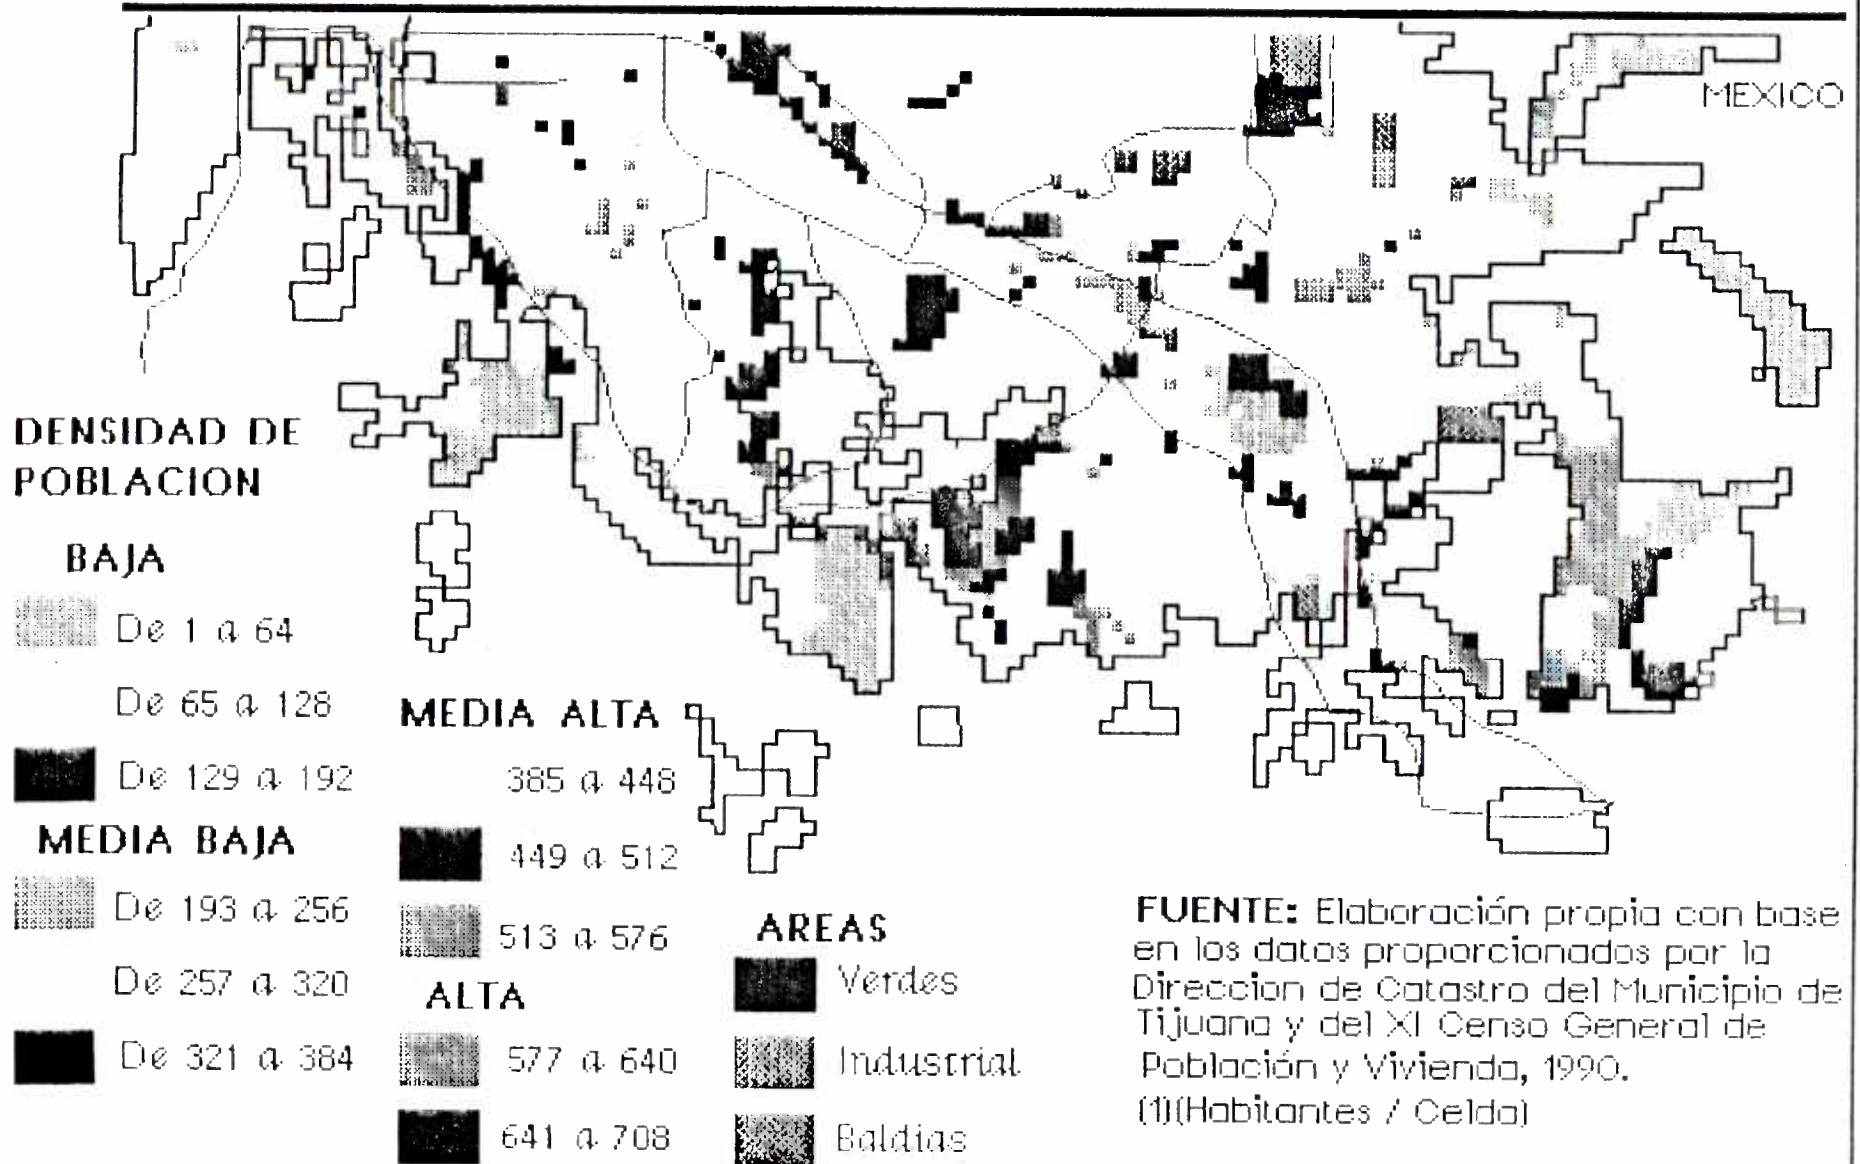 MEXICO
DENSIDAD DE
POBLACION
BAJA
De 1 a 64
De 65 a 128
De 129 a 192
MEDIA BAJA
De 193 a 256
De 257 a 320
De 321 a 384
MEDIA ALTA
385 a 448
449 a 512
513 a 576
ALTA
577 a 640
641 a 708
AREAS
Verdes
Industrial
Baldias
FUENTE: Elaboración propia con base
en los datos proporcionados por la
Direccion de Catastro del Municipio de
Tijuana y del XI Censo General de
Población y Vivienda, 1990.
(1)(Habitantes / Celda)